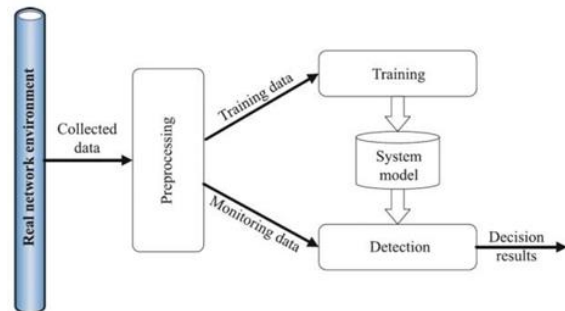 Real network environment
Collected
data
Preprocessing
Training data
Monitoring data
Training
System
model
Detection
Decision
results